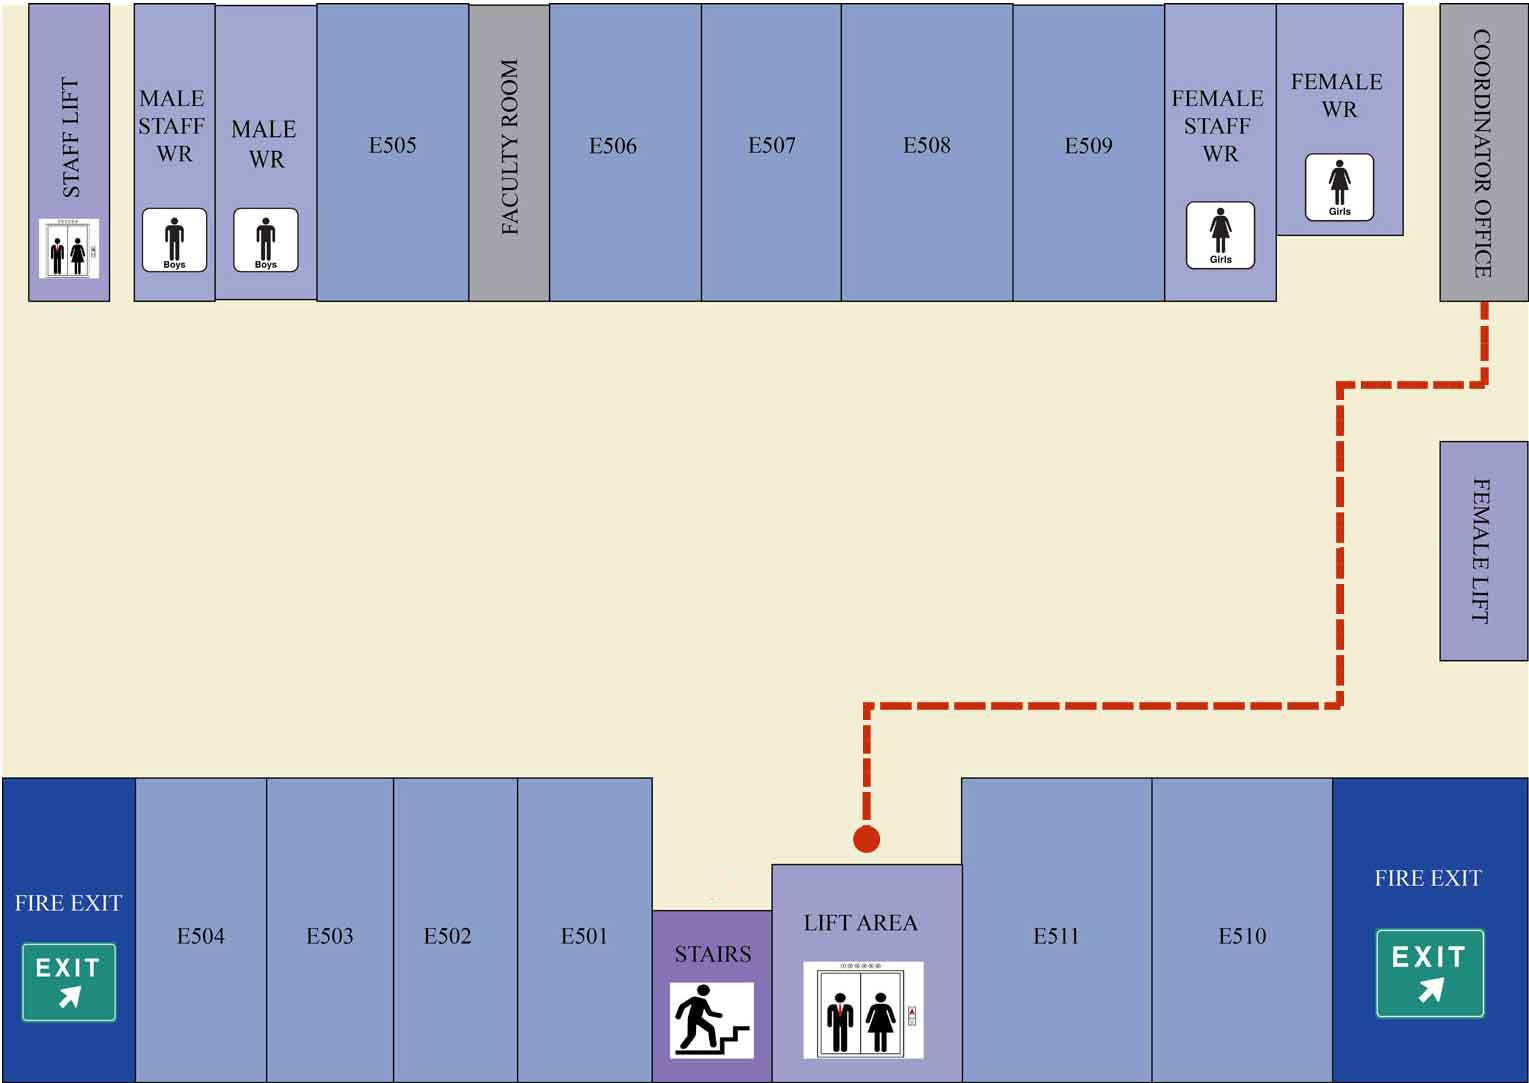 STAFF LIFT
MALE
STAFF
WR
Boys
MALE
WR
Boys
E505
FACULTY ROOM
E506
E507
E508
E509
FEMALE
STAFF
WR
Girls
FEMALE
WR
Girls
COORDINATOR OFFICE
FEMALE LIFT
FIRE EXIT
EXIT
E504
E503
E502
E501
STAIRS
LIFT AREA
E511
E510
FIRE EXIT
EXIT